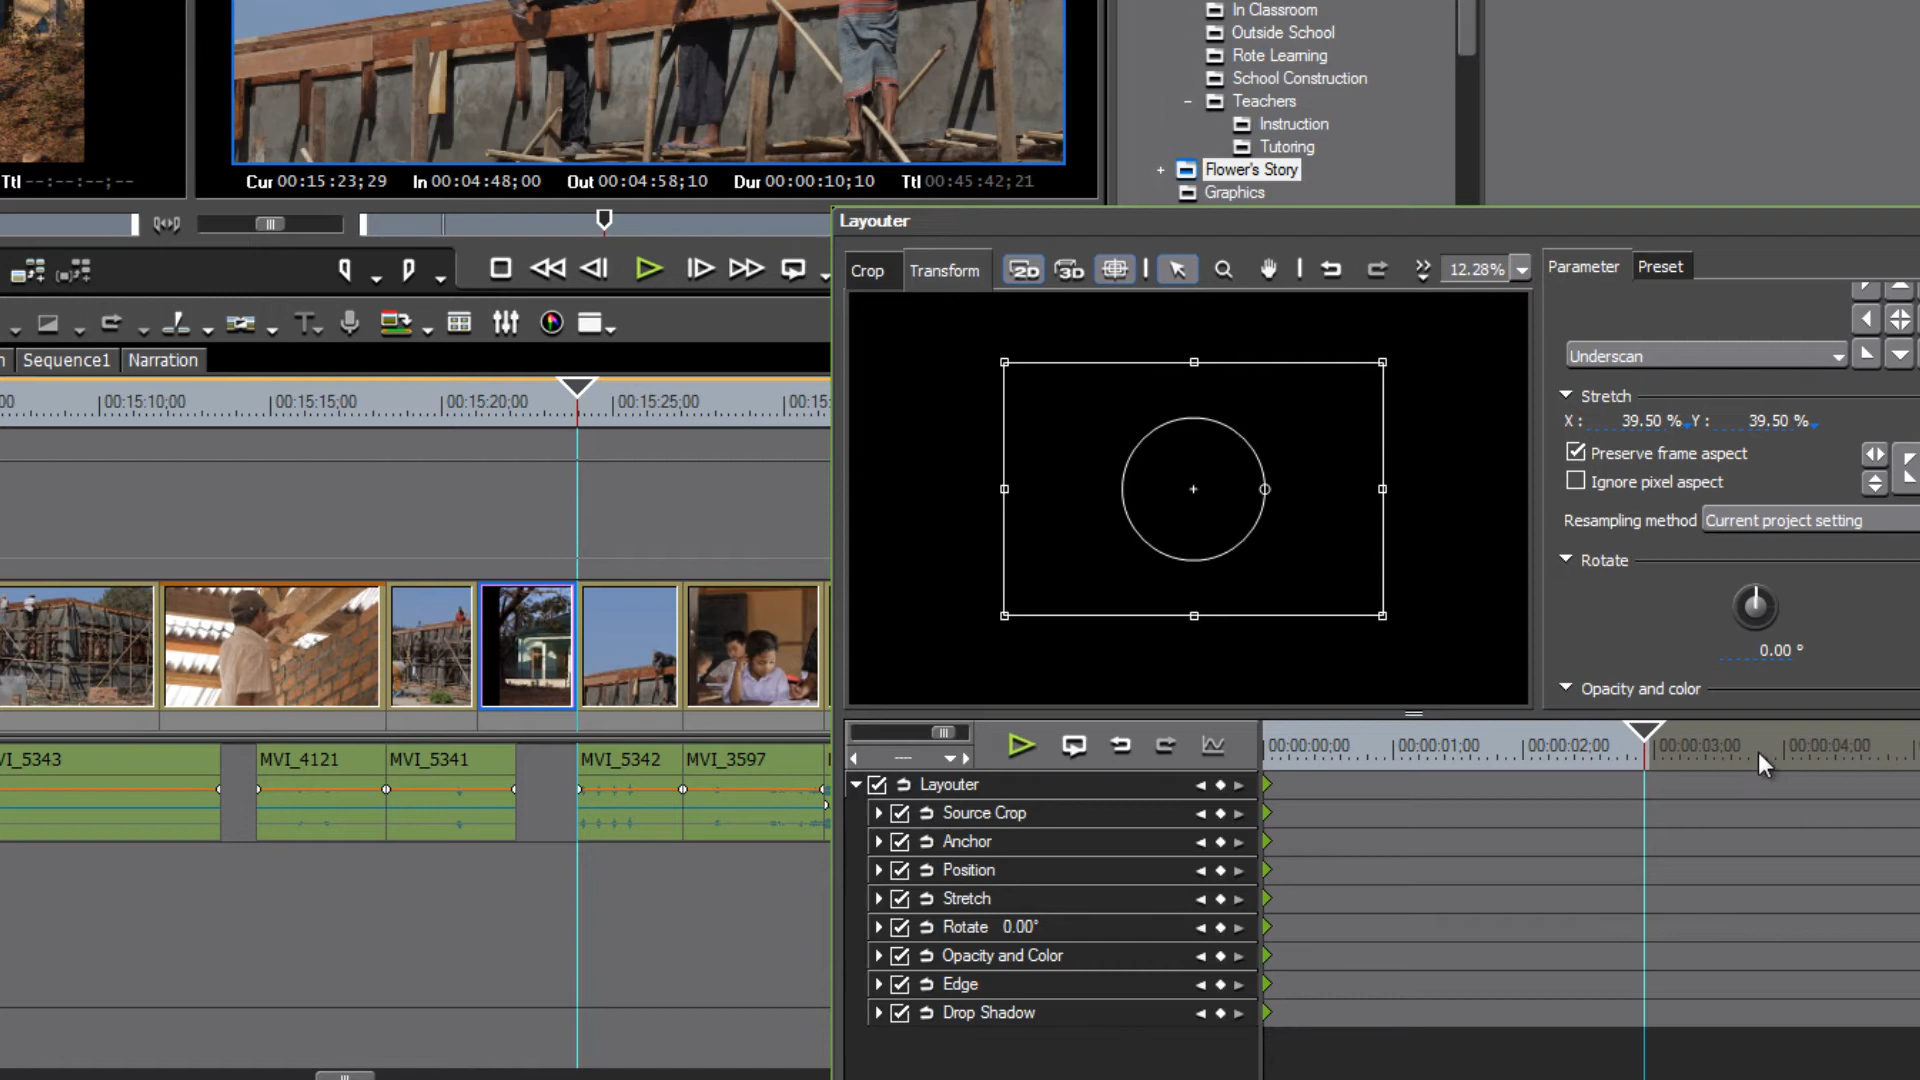 In Classroom
Outside School
Rote Learning
School Construction
Teachers
Instruction
Tutoring
Flower's Story
Graphics
Ttl --:--:--;--
Cur 00:15:23;29 In 00:04:48;00 Out 00:04:58;10 Dur 00:00:10;10 Ttl 00:45:42;21
Layouter
Crop Transform 2D 3D 12.28% Parameter Preset
Underscan
Stretch
X : 39.50 % Y : 39.50 %
Preserve frame aspect
Ignore pixel aspect
Resampling method Current project setting
Rotate
0.00 °
Opacity and color
Sequence1 Narration
00:15:10;00 00:15:15;00 00:15:20;00 00:15:25;00 00:15:
MVI_4121 MVI_5341 MVI_5342 MVI_3597
00:00:00;00 00:00:01;00 00:00:02;00 00:00:03;00 00:00:04;00
Layouter
Source Crop
Anchor
Position
Stretch
Rotate 0.00°
Opacity and Color
Edge
Drop Shadow